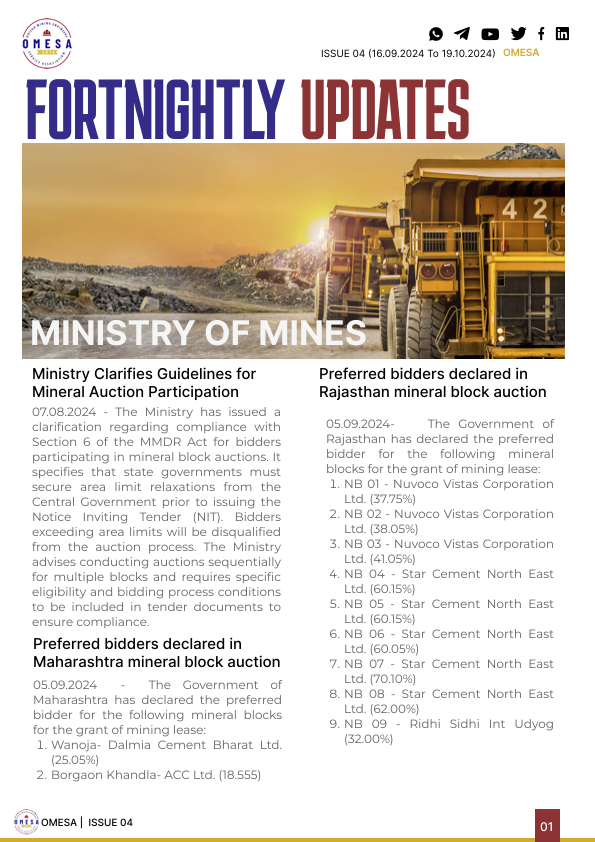 OMESA
ISSUE 04 (16.09.2024 To 19.10.2024) OMESA
FORTNIGHTLY UPDATES
42
MINISTRY OF MINES
Ministry Clarifies Guidelines for
Mineral Auction Participation
07.08.2024 - The Ministry has issued a
clarification regarding compliance with
Section 6 of the MMDR Act for bidders
participating in mineral block auctions. It
specifies that state governments must
secure area limit relaxations from the
Central Government prior to issuing the
Notice Inviting Tender (NIT). Bidders
exceeding area limits will be disqualified
from the auction process. The Ministry
advises conducting auctions sequentially
for multiple blocks and requires specific
eligibility and bidding process conditions
to be included in tender documents to
ensure compliance.
Preferred bidders declared in
Maharashtra mineral block auction
05.09.2024 - The Government of
Maharashtra has declared the preferred
bidder for the following mineral blocks
for the grant of mining lease:
1. Wanoja- Dalmia Cement Bharat Ltd.
(25.05%)
2. Borgaon Khandla- ACC Ltd. (18.555)
Preferred bidders declared in
Rajasthan mineral block auction
05.09.2024- The Government of
Rajasthan has declared the preferred
bidder for the following mineral
blocks for the grant of mining lease:
1. NB 01 - Nuvoco Vistas Corporation
Ltd. (37.75%)
2. NB 02 - Nuvoco Vistas Corporation
Ltd. (38.05%)
3. NB 03 - Nuvoco Vistas Corporation
Ltd. (41.05%)
4. NB 04 - Star Cement North East
Ltd. (60.15%)
5. NB 05 - Star Cement North East
Ltd. (60.15%)
6. NB 06 - Star Cement North East
Ltd. (60.05%)
7. NB 07 - Star Cement North East
Ltd. (70.10%)
8. NB 08 - Star Cement North East
Ltd. (62.00%)
9. NB 09 - Ridhi Sidhi Int Udyog
(32.00%)
OMESA | ISSUE 04
01